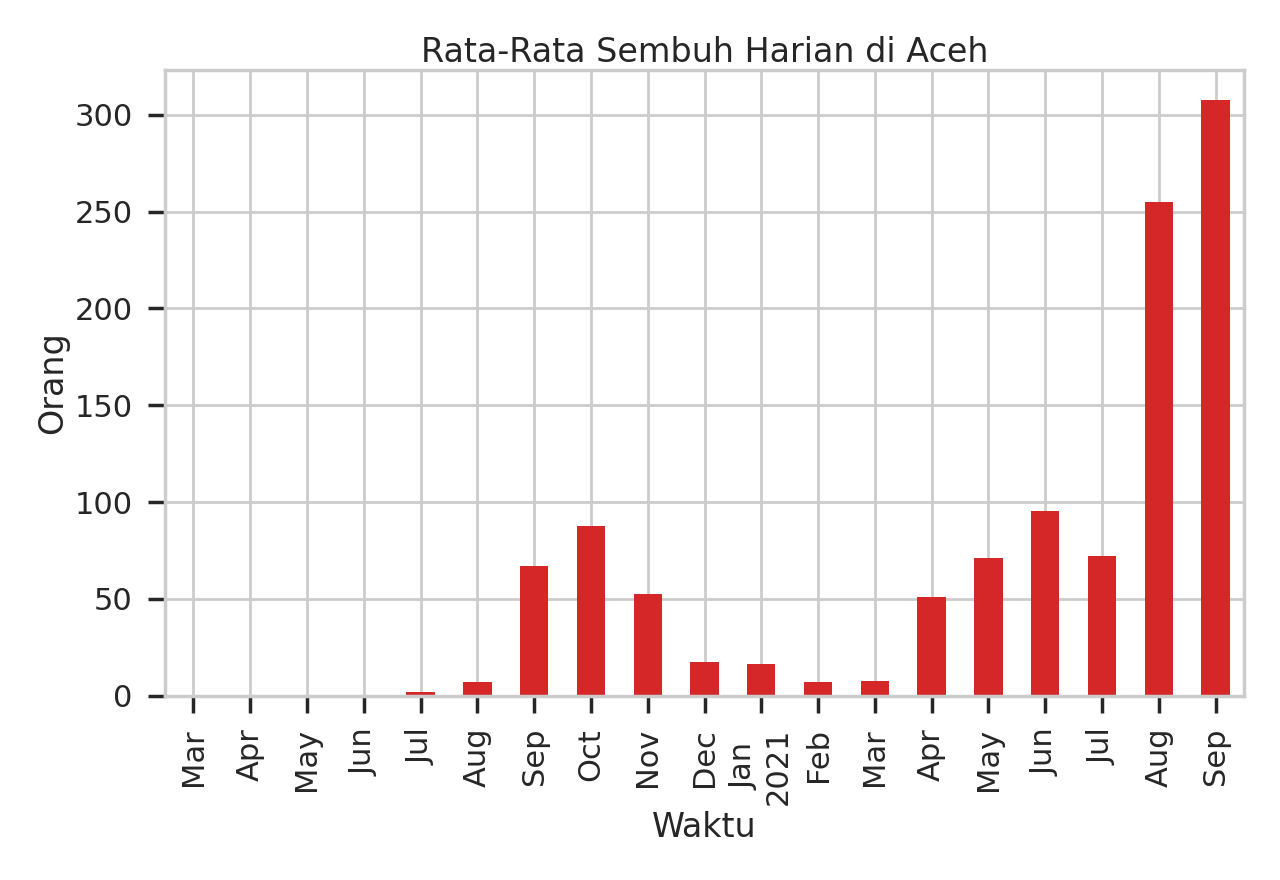 Rata-Rata Sembuh Harian di Aceh
Orang
300
250
200
150
100
50
0
Mar
Apr
May
Jun
Jul
Aug
Sep
Oct
Nov
Dec
Jan
2021
Feb
Mar
Apr
May
Jun
Jul
Aug
Sep
Waktu